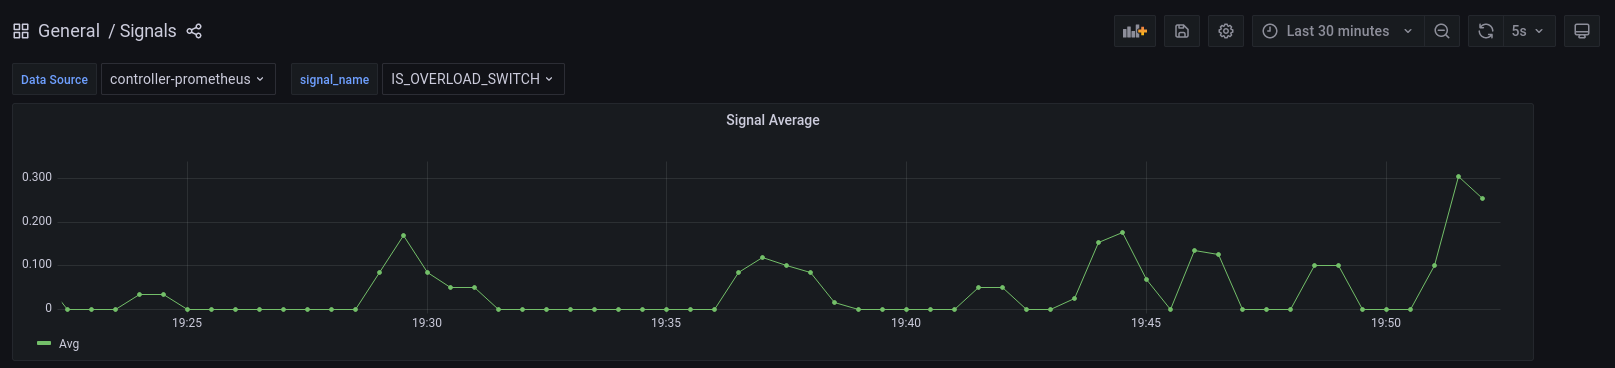 General / Signals
Last 30 minutes
5s
Data Source
controller-prometheus
signal_name
IS_OVERLOAD_SWITCH
Signal Average
0.300
0.200
0.100
0
19:25
19:30
19:35
19:40
19:45
19:50
Avg